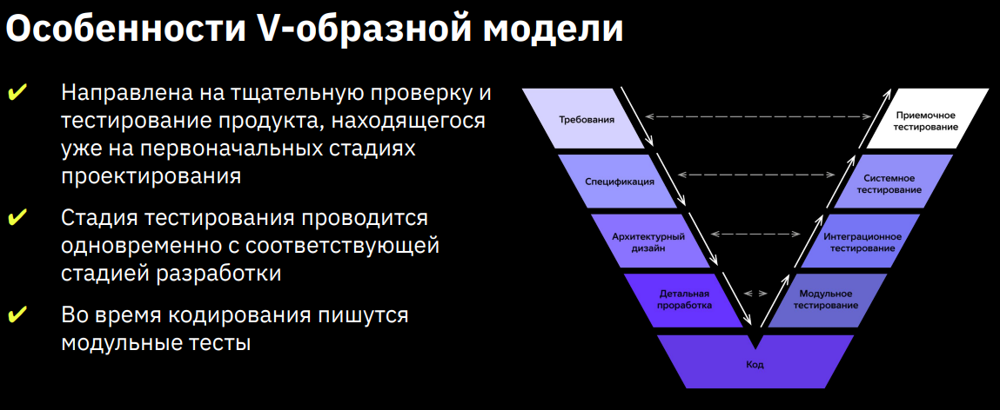 Особенности V-образной модели
✔ Направлена на тщательную проверку и
тестирование продукта, находящегося
уже на первоначальных стадиях
проектирования
✔ Стадия тестирования проводится
одновременно с соответствующей
стадией разработки
✔ Во время кодирования пишутся
модульные тесты
Требования
Приемочное
тестирование
Спецификация
Системное
тестирование
Архитектурный
дизайн
Интеграционное
тестирование
Детальная
проработка
Модульное
тестирование
Код